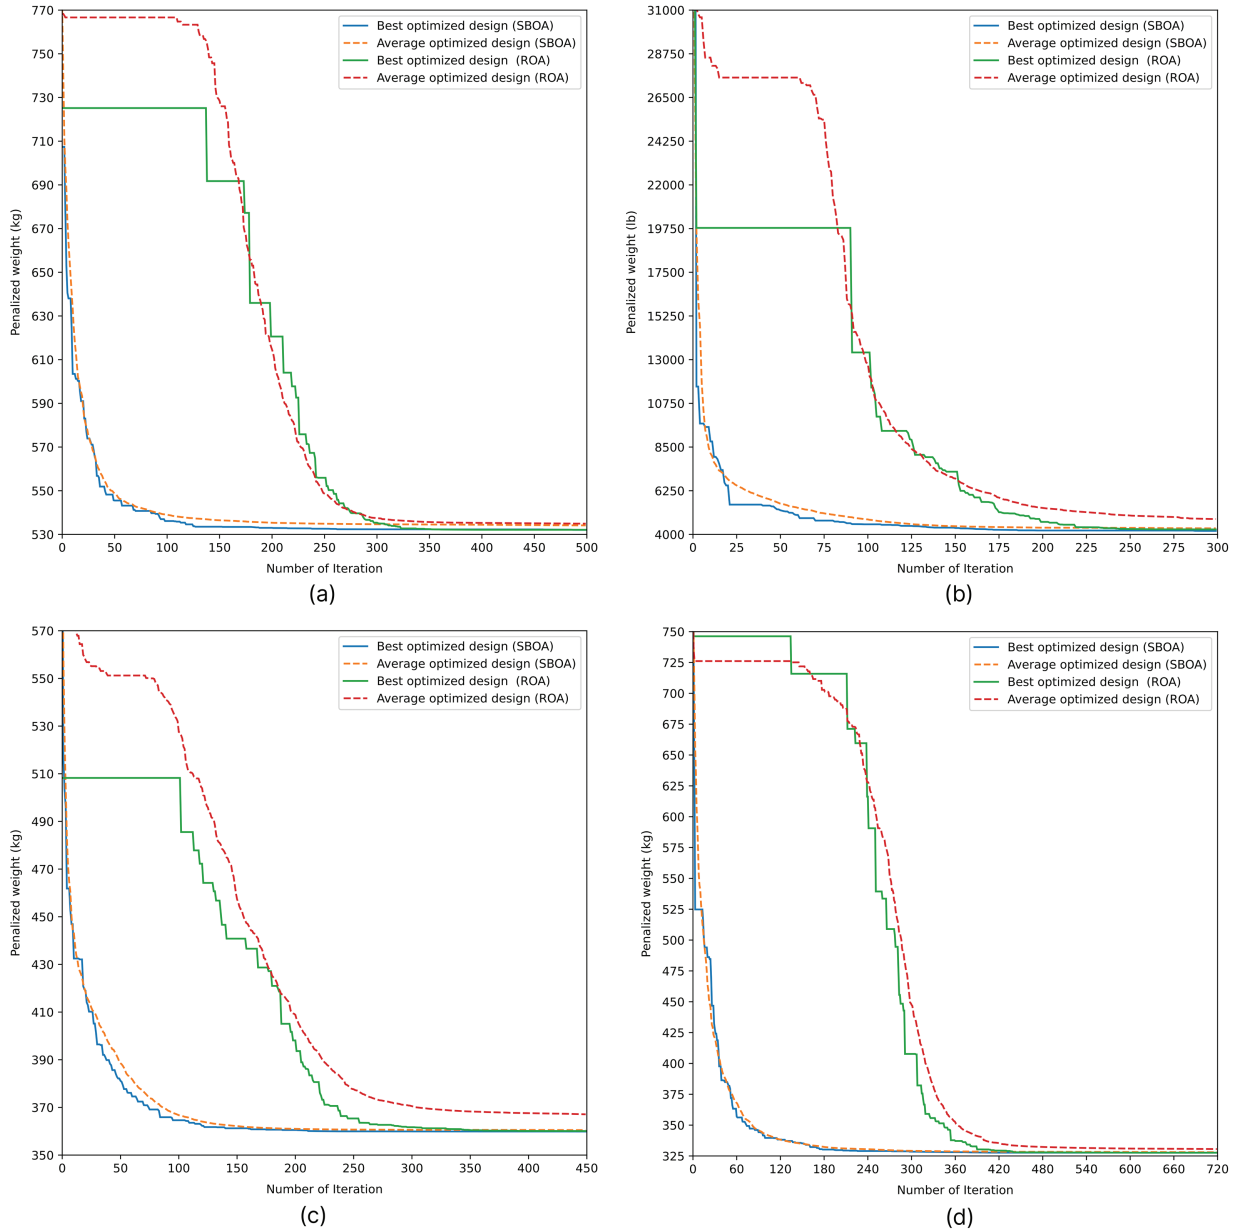 770
750
730
710
690
670
650
630
610
590
570
550
530
Penalized weight (kg)
Best optimized design (SBOA)
Average optimized design (SBOA)
Best optimized design (ROA)
Average optimized design (ROA)
0 50 100 150 200 250 300 350 400 450 500
Number of Iteration
(a)
31000
28750
26500
24250
22000
19750
17500
15250
13000
10750
8500
6250
4000
Penalized weight (lb)
Best optimized design (SBOA)
Average optimized design (SBOA)
Best optimized design (ROA)
Average optimized design (ROA)
0 25 50 75 100 125 150 175 200 225 250 275 300
Number of Iteration
(b)
570
550
530
510
490
470
450
430
410
390
370
350
Penalized weight (kg)
Best optimized design (SBOA)
Average optimized design (SBOA)
Best optimized design (ROA)
Average optimized design (ROA)
0 50 100 150 200 250 300 350 400 450
Number of Iteration
(c)
750
725
700
675
650
625
600
575
550
525
500
475
450
425
400
375
350
325
Penalized weight (kg)
Best optimized design (SBOA)
Average optimized design (SBOA)
Best optimized design (ROA)
Average optimized design (ROA)
0 60 120 180 240 300 360 420 480 540 600 660 720
Number of Iteration
(d)